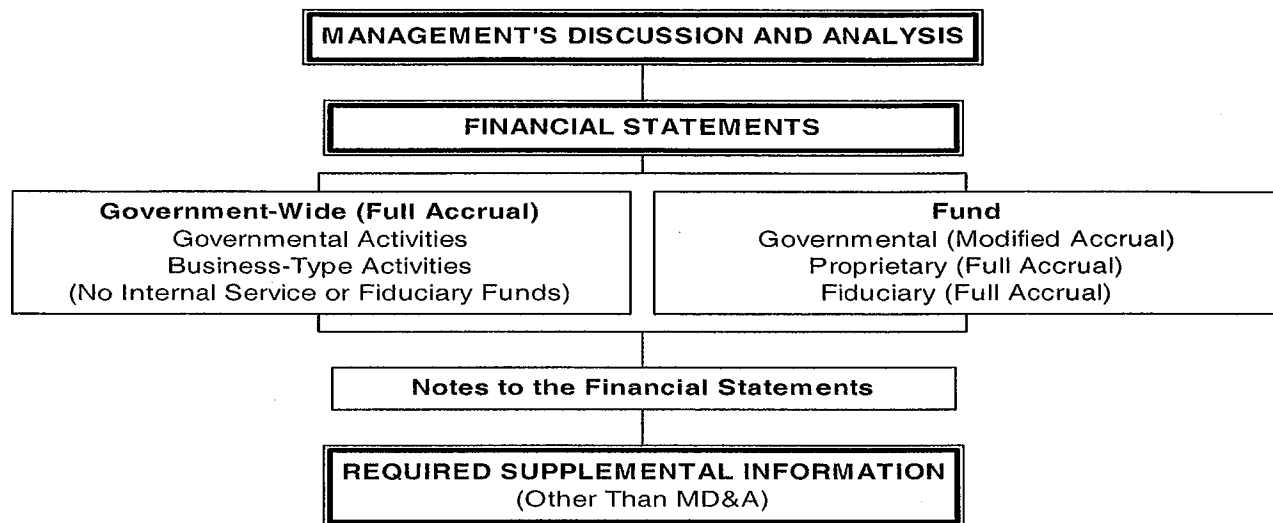 MANAGEMENT'S DISCUSSION AND ANALYSIS
FINANCIAL STATEMENTS
Government-Wide (Full Accrual)
Governmental Activities
Business-Type Activities
(No Internal Service or Fiduciary Funds)
Fund
Governmental (Modified Accrual)
Proprietary (Full Accrual)
Fiduciary (Full Accrual)
Notes to the Financial Statements
REQUIRED SUPPLEMENTAL INFORMATION
(Other Than MD&A)